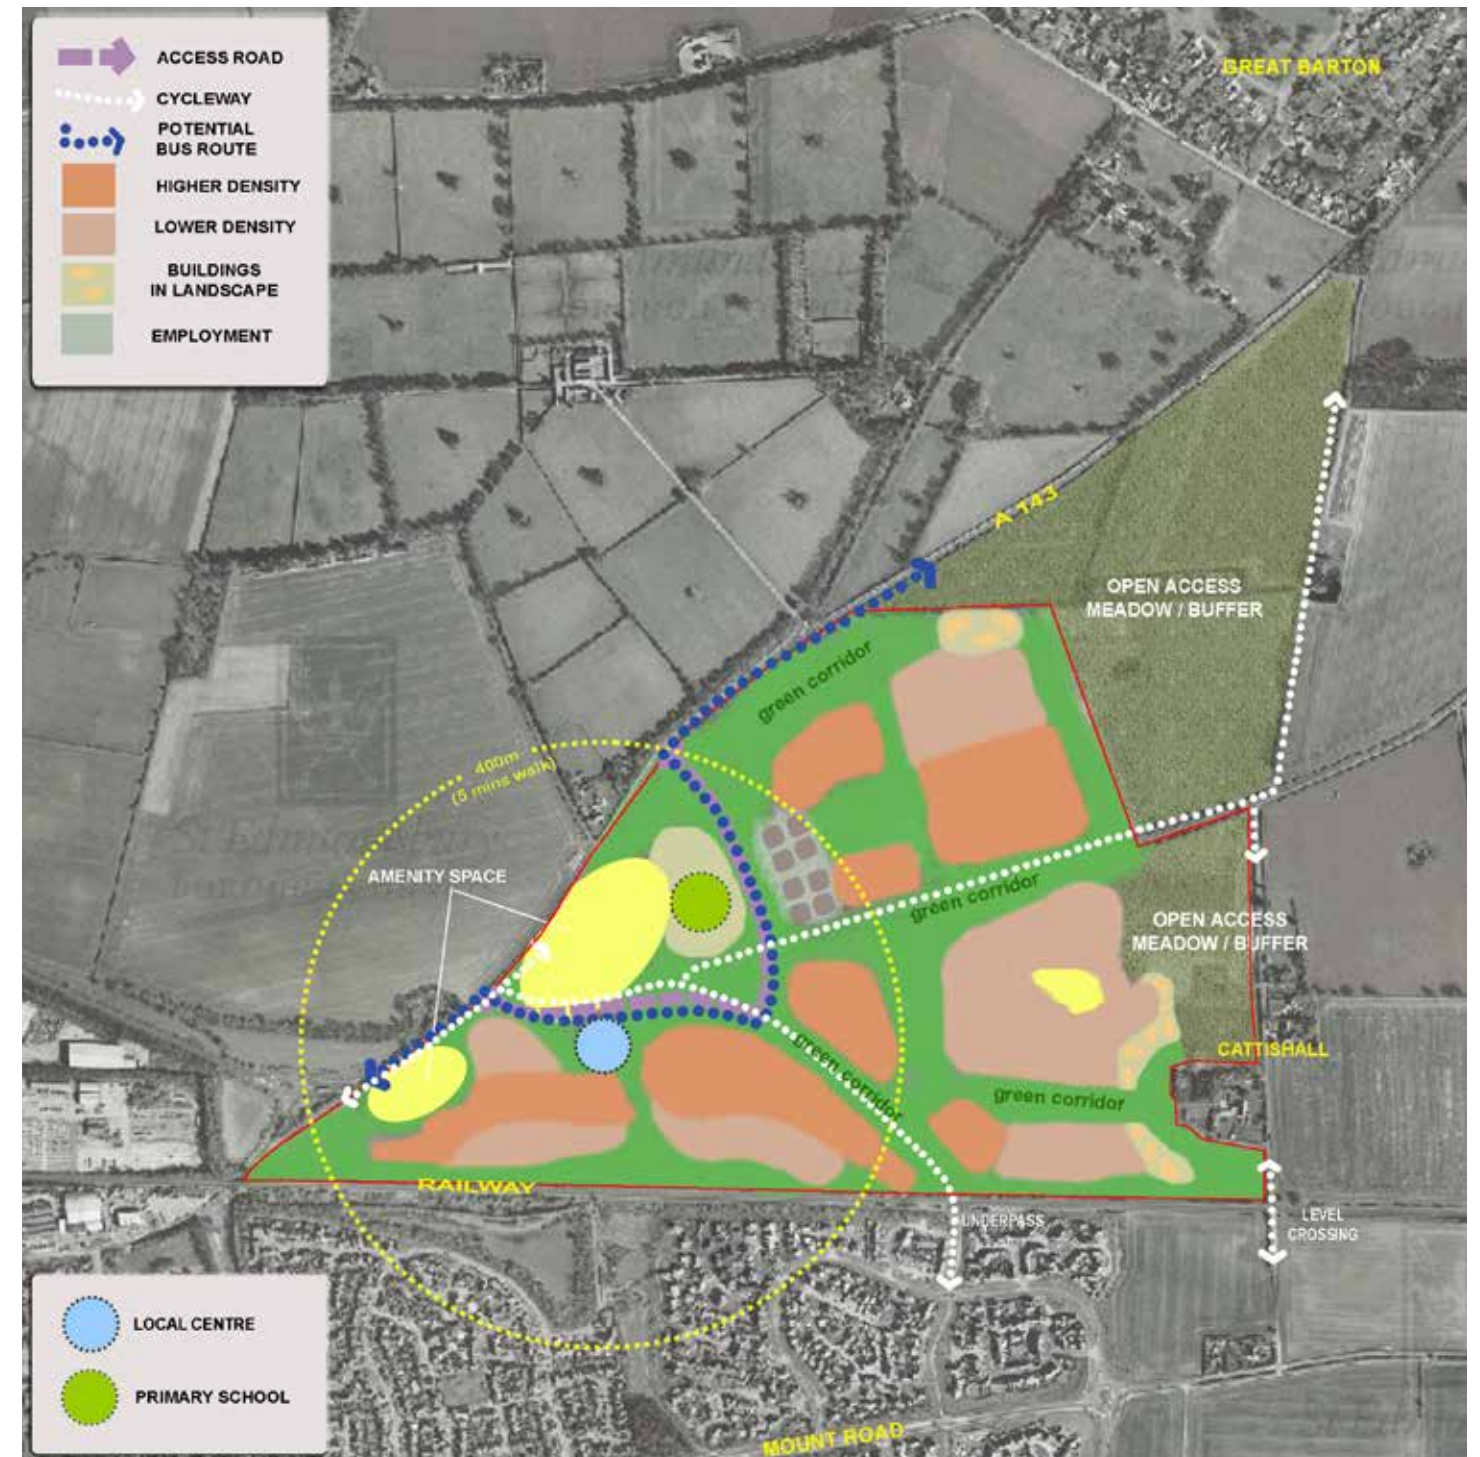 ACCESS ROAD
CYCLEWAY
POTENTIAL
BUS ROUTE
HIGHER DENSITY
LOWER DENSITY
BUILDINGS
IN LANDSCAPE
EMPLOYMENT
GREAT BARTON
A 143
OPEN ACCESS
MEADOW / BUFFER
green corridor
400m
(5 mins walk)
St Edmundsbury
AMENITY SPACE
green corridor
OPEN ACCESS
MEADOW / BUFFER
green corridor
CATTISHALL
green corridor
RAILWAY
UNDERPASS
LEVEL
CROSSING
LOCAL CENTRE
PRIMARY SCHOOL
MOUNT ROAD